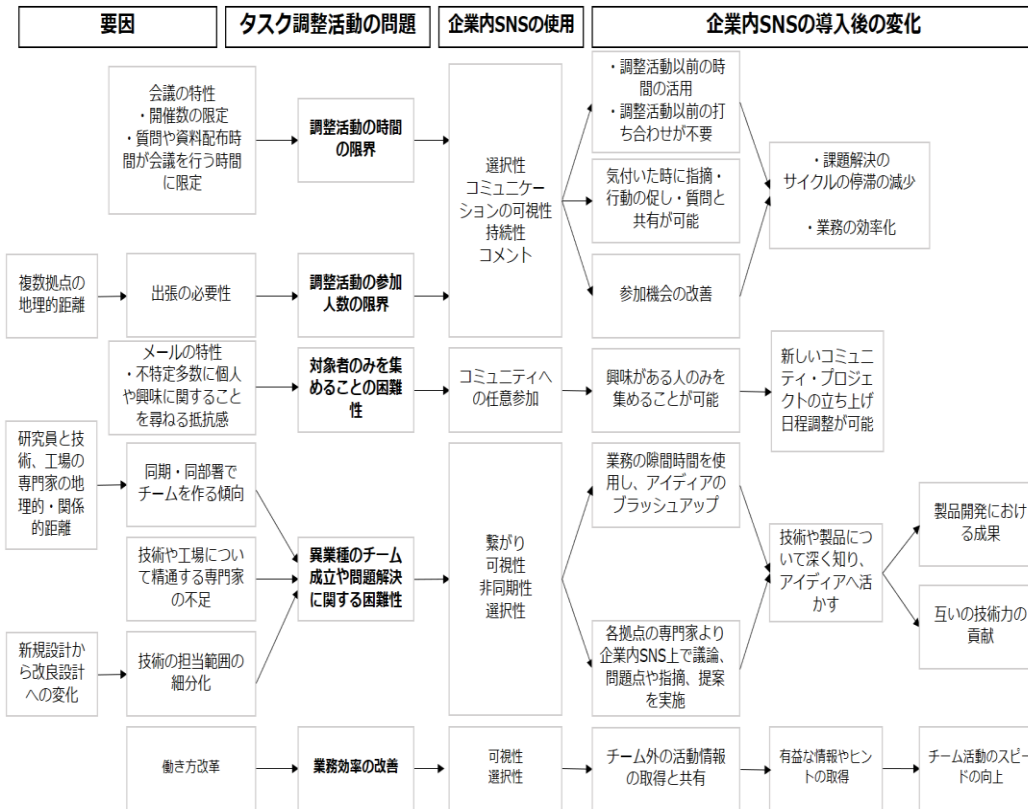 要因
タスク調整活動の問題
企業内SNSの使用
企業内SNSの導入後の変化
会議の特性
・開催数の限定
・質問や資料配布時
間が会議を行う時間
に限定
調整活動の時間
の限界
選択性
コミュニケー
ションの可視性
持続性
コメント
・調整活動以前の時
間の活用
・調整活動以前の打
ち合わせが不要
気付いた時に指摘・
行動の促し・質問と
共有が可能
・課題解決の
サイクルの停滞の減少
・業務の効率化
複数拠点の
地理的距離
出張の必要性
調整活動の参加
人数の限界
参加機会の改善
メールの特性
・不特定多数に個人
や興味に関すること
を尋ねる抵抗感
対象者のみを集
めることの困難
性
コミュニティへ
の任意参加
興味がある人のみを
集めることが可能
新しいコミュニ
ティ・プロジェ
クトの立ち上げ
日程調整が可能
研究員と技
術、工場の
専門家の地
理的・関係
的距離
同期・同部署で
チームを作る傾向
技術や工場につい
て精通する専門家
の不足
新規設計か
ら改良設計
への変化
技術の担当範囲の
細分化
異業種のチーム
成立や問題解決
に関する困難性
繋がり
可視性
非同期性
選択性
業務の隙間時間を使
用し、アイディアの
ブラッシュアップ
各拠点の専門家より
企業内SNS上で議論、
問題点や指摘、提案
を実施
技術や製品につ
いて深く知り、
アイディアへ活
かす
製品開発におけ
る成果
互いの技術力の
貢献
働き方改革
業務効率の改善
可視性
選択性
チーム外の活動情報
の取得と共有
有益な情報やヒン
トの取得
チーム活動のスピー
ドの向上